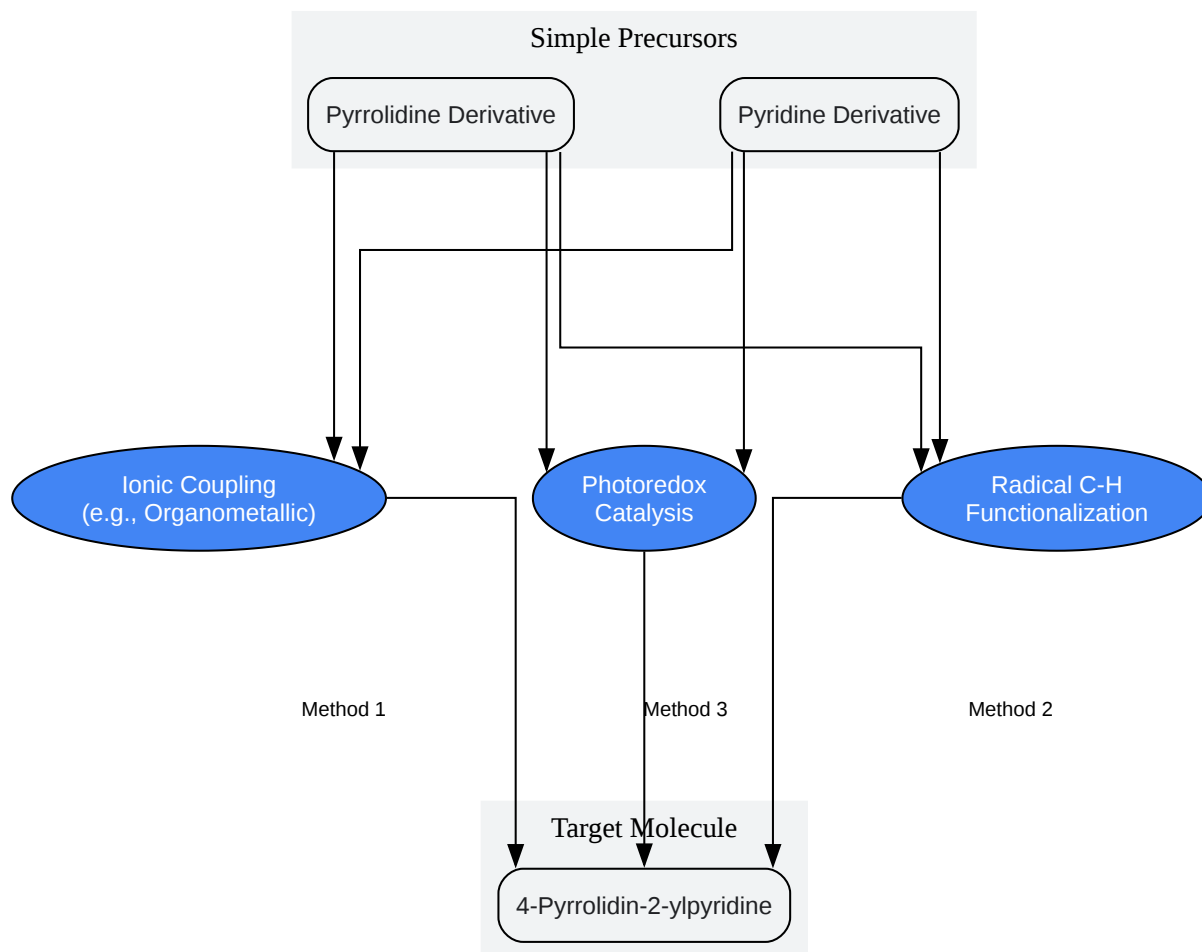 Simple Precursors
Pyrrolidine Derivative
Pyridine Derivative
Ionic Coupling
(e.g., Organometallic)
Photoredox
Catalysis
Radical C-H
Functionalization
Method 1
Method 3
Method 2
Target Molecule
4-Pyrrolidin-2-ylpyridine